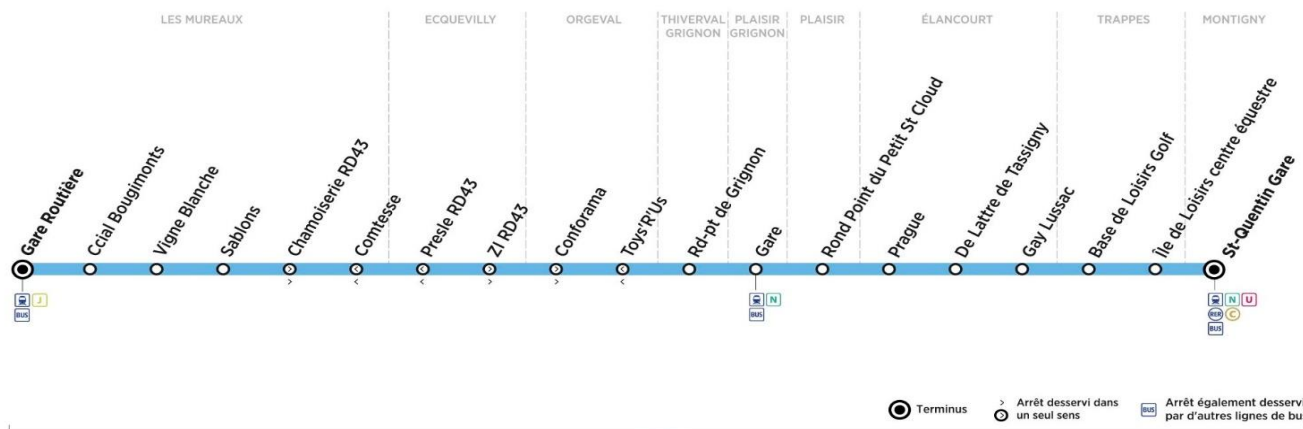 LES MUREAUX
ECQUEVILLY
ORGEVAL
THIVERVAL
GRIGNON
PLAISIR
GRIGNON
PLAISIR
ÉLANCOURT
TRAPPES
MONTIGNY
Gare Routière
Ccial Bougimonts
Vigne Blanche
Sablons
Chamoiserie RD43
Comtesse
Presle RD43
ZI RD43
Conforama
Toys'R'Us
Rd-pt de Grignon
Gare
Rond Point du Petit St Cloud
Prague
De Lattre de Tassigny
Gay Lussac
Base de Loisirs Golf
Île de Loisirs centre équestre
St-Quentin Gare
J
BUS
N
BUS
N U
RER C
BUS
Terminus
Arrêt desservi dans
un seul sens
BUS
Arrêt également desservi
par d'autres lignes de bu